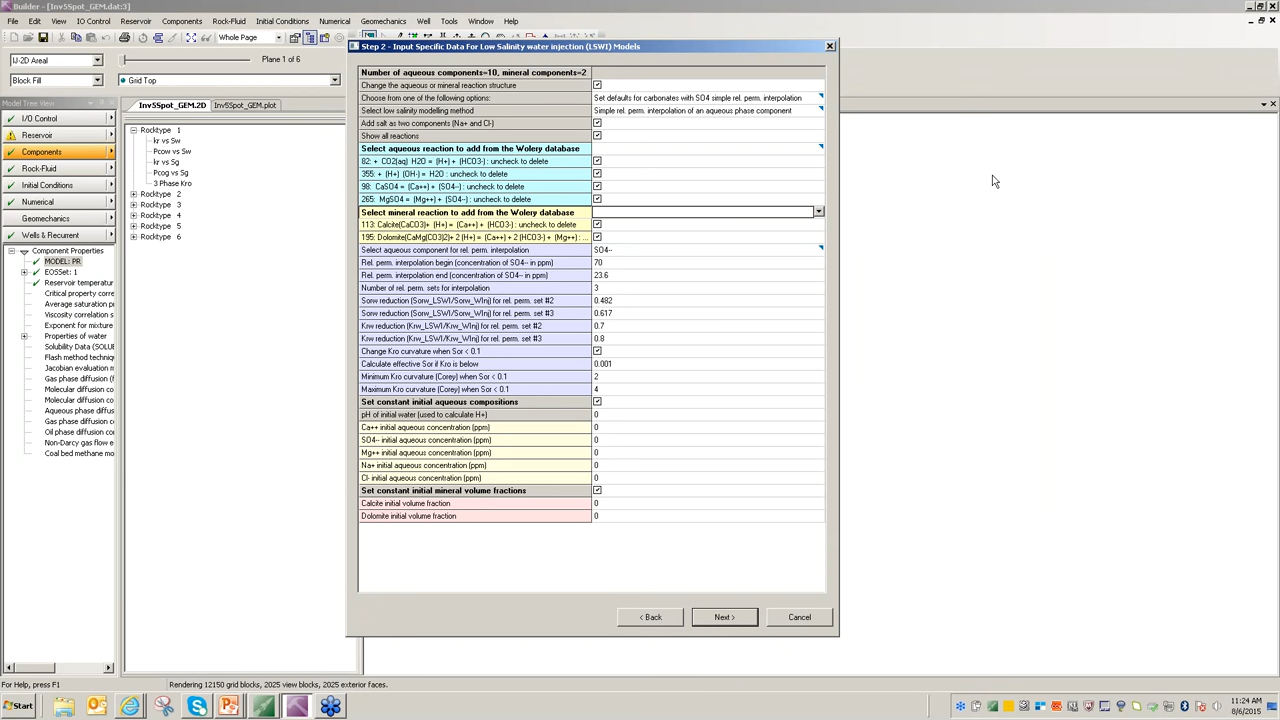 Builder - [Inv5Spot_GEM.dat:3]
File Edit View IO Control Reservoir Components Rock-Fluid Initial Conditions Numerical Geomechanics Well Tools Window Help
Whole Page
IJ-2D Areal
Plane 1 of 6
Block Fill
Grid Top
Model Tree View
Inv5Spot_GEM.2D Inv5Spot_GEM.plot
I/O Control
Reservoir
Components
Rock-Fluid
Initial Conditions
Numerical
Geomechanics
Wells & Recurrent
Component Properties
MODEL: PR
EOSSet: 1
Reservoir temperatur
Critical property corre
Average saturation p
Viscosity correlation s
Exponent for mixture
Properties of water
Solubility Data (SOLUE
Flash method techniq
Jacobian evaluation m
Gas phase diffusion (f
Molecular diffusion co
Molecular diffusion co
Aqueous phase diffusi
Gas phase diffusion co
Oil phase diffusion co
Non-Darcy gas flow e
Coal bed methane mo
Rocktype 1
kr vs Sw
Pcow vs Sw
kr vs Sg
Pcog vs Sg
3 Phase Kro
Rocktype 2
Rocktype 3
Rocktype 4
Rocktype 5
Rocktype 6
Step 2 - Input Specific Data For Low Salinity water injection (LSWI) Models
Number of aqueous components=10, mineral components=2
Change the aqueous or mineral reaction structure
Choose from one of the following options: Set defaults for carbonates with SO4 simple rel. perm. interpolation
Select low salinity modelling method Simple rel. perm. interpolation of an aqueous phase component
Add salt as two components (Na+ and Cl-)
Show all reactions
Select aqueous reaction to add from the Wolery database
82: + CO2(aq) H2O = (H+) + (HCO3-) : uncheck to delete
355: + (H+) (OH-) = H2O : uncheck to delete
98: CaSO4 = (Ca++) + (SO4--) : uncheck to delete
265: MgSO4 = (Mg++) + (SO4--) : uncheck to delete
Select mineral reaction to add from the Wolery database
113: Calcite(CaCO3)+ (H+) = (Ca++) + (HCO3-) : uncheck to delete
195: Dolomite(CaMg(CO3)2)+ 2 (H+) = (Ca++) + 2 (HCO3-) + (Mg++) : ...
Select aqueous component for rel. perm. interpolation SO4--
Rel. perm. interpolation begin (concentration of SO4-- in ppm) 70
Rel. perm. interpolation end (concentration of SO4-- in ppm) 23.6
Number of rel. perm. sets for interpolation 3
Sorw reduction (Sorw_LSWI/Sorw_WInj) for rel. perm. set #2 0.482
Sorw reduction (Sorw_LSWI/Sorw_WInj) for rel. perm. set #3 0.617
Krw reduction (Krw_LSWI/Krw_WInj) for rel. perm. set #2 0.7
Krw reduction (Krw_LSWI/Krw_WInj) for rel. perm. set #3 0.8
Change Kro curvature when Sor < 0.1
Calculate effective Sor if Kro is below 0.001
Minimum Kro curvature (Corey) when Sor < 0.1 2
Maximum Kro curvature (Corey) when Sor < 0.1 4
Set constant initial aqueous compositions
pH of initial water (used to calculate H+) 0
Ca++ initial aqueous concentration (ppm) 0
SO4-- initial aqueous concentration (ppm) 0
Mg++ initial aqueous concentration (ppm) 0
Na+ initial aqueous concentration (ppm) 0
Cl- initial aqueous concentration (ppm) 0
Set constant initial mineral volume fractions
Calcite initial volume fraction 0
Dolomite initial volume fraction 0
< Back Next > Cancel
For Help, press F1
Rendering 12150 grid blocks, 2025 view blocks, 2025 exterior faces.
Start
11:24 AM
8/6/2015